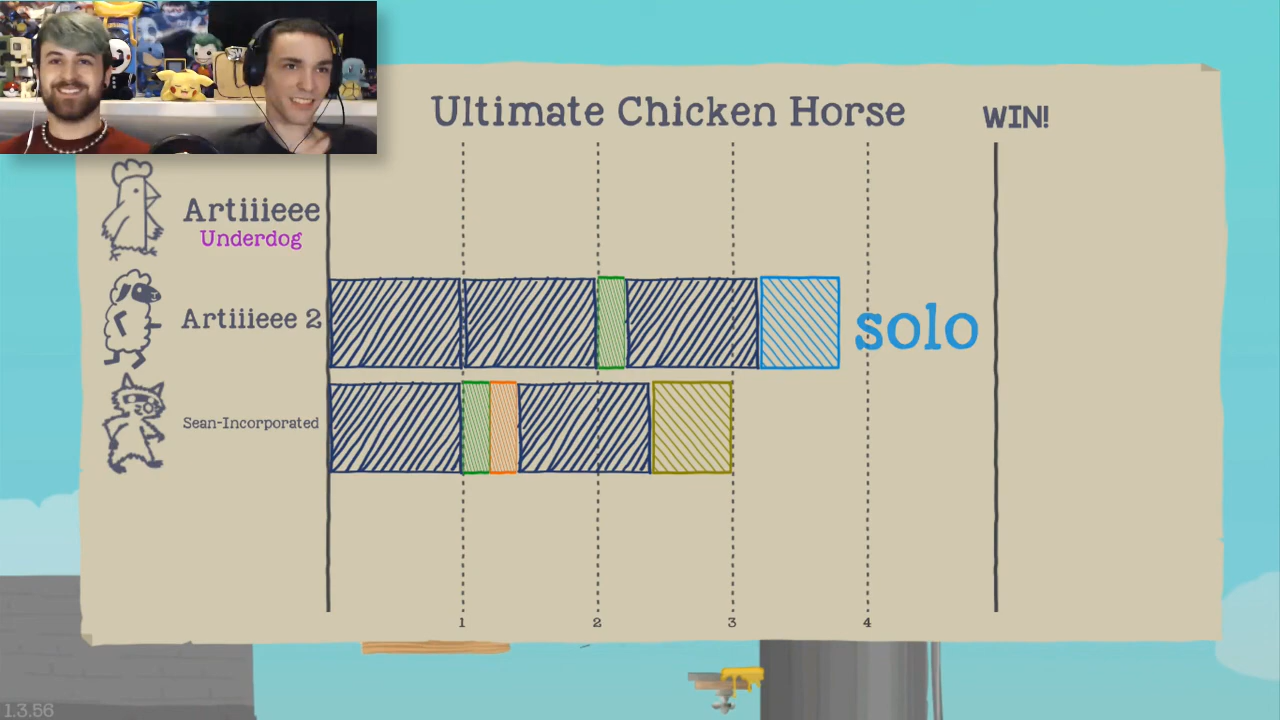 Ultimate Chicken Horse
WIN!
Artiiieee
Underdog
Artiiieee 2
solo
Sean-Incorporated
1 2 3 4
1.3.56